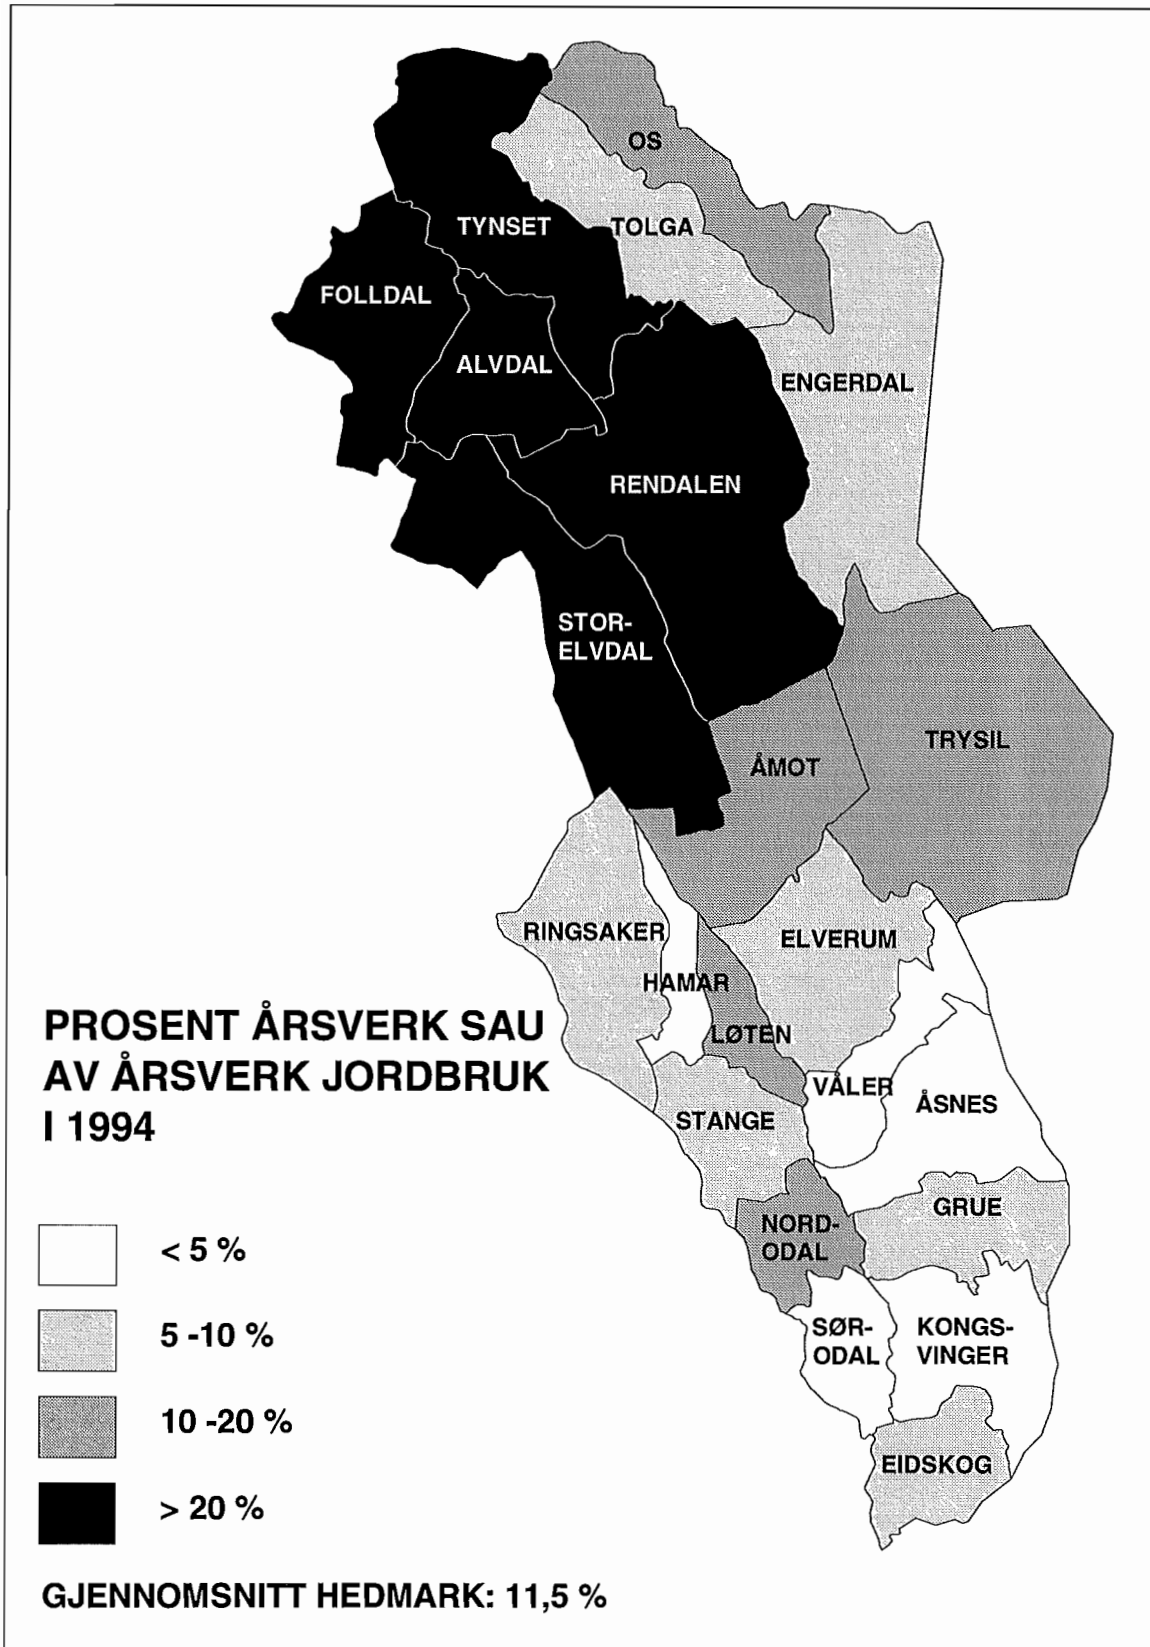 OS
TYNSET
TOLGA
FOLLDAL
ALVDAL
ENGERDAL
RENDALEN
STOR-
ELVDAL
TRYSIL
ÅMOT
RINGSAKER
ELVERUM
HAMAR
LØTEN
VÅLER
ÅSNES
STANGE
GRUE
NORD-
ODAL
SØR-
ODAL
KONGS-
VINGER
EIDSKOG
PROSENT ÅRSVERK SAU
AV ÅRSVERK JORDBRUK
I 1994
< 5 %
5 -10 %
10 -20 %
> 20 %
GJENNOMSNITT HEDMARK: 11,5 %